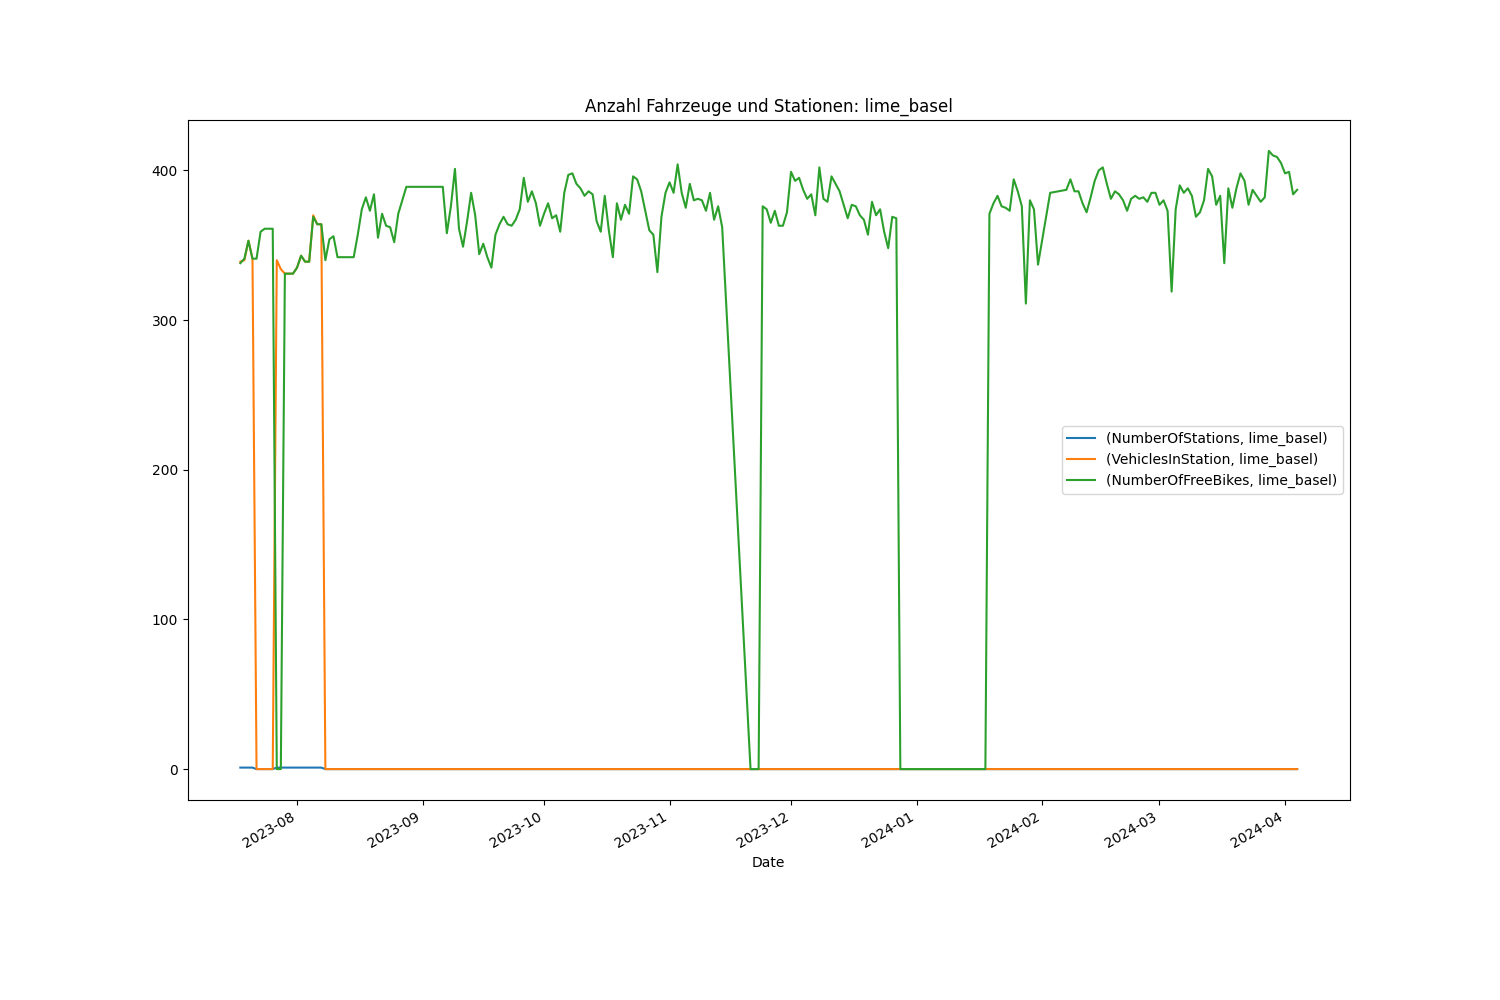 Anzahl Fahrzeuge und Stationen: lime_basel
400
300
200
100
0
(NumberOfStations, lime_basel)
(VehiclesInStation, lime_basel)
(NumberOfFreeBikes, lime_basel)
2023-08
2023-09
2023-10
2023-11
2023-12
2024-01
2024-02
2024-03
2024-04
Date